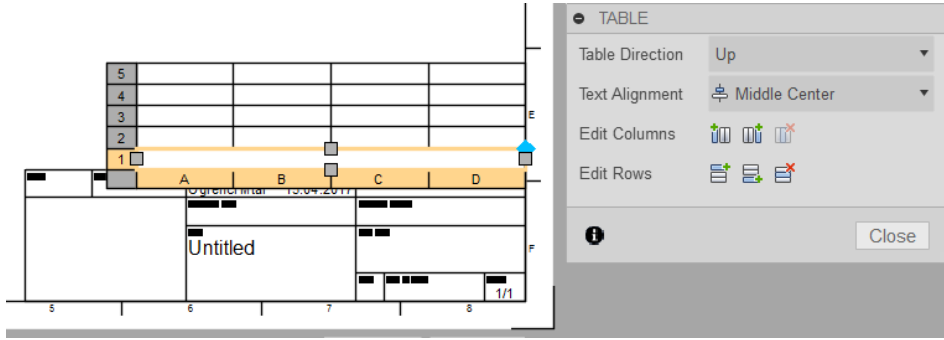 TABLE
Table Direction
Up
Text Alignment
Middle Center
Edit Columns
Edit Rows
Close
5
4
3
2
1
A B C D
E
15.04.2017
Untitled
F
1/1
5 6 7 8